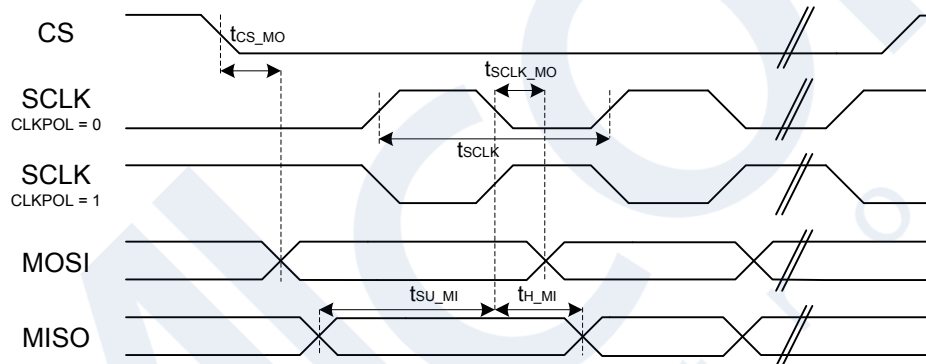 CS
tCS_MO
tSCLK_MO
SCLK
CLKPOL = 0
tSCLK
SCLK
CLKPOL = 1
MOSI
tSU_MI
tH_MI
MISO